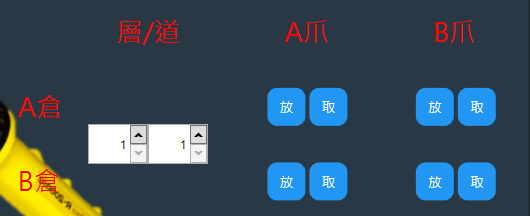 層/道 A爪 B爪
A倉 放 取 放 取
1 1
B倉 放 取 放 取